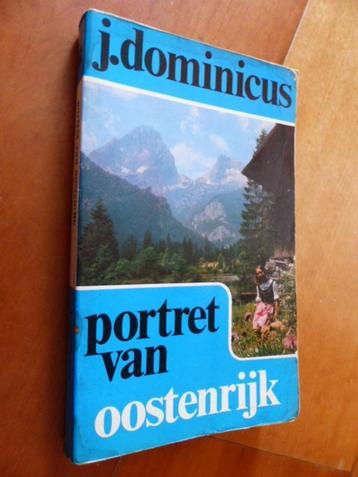 j.dominicus
portret
van
oostenrijk